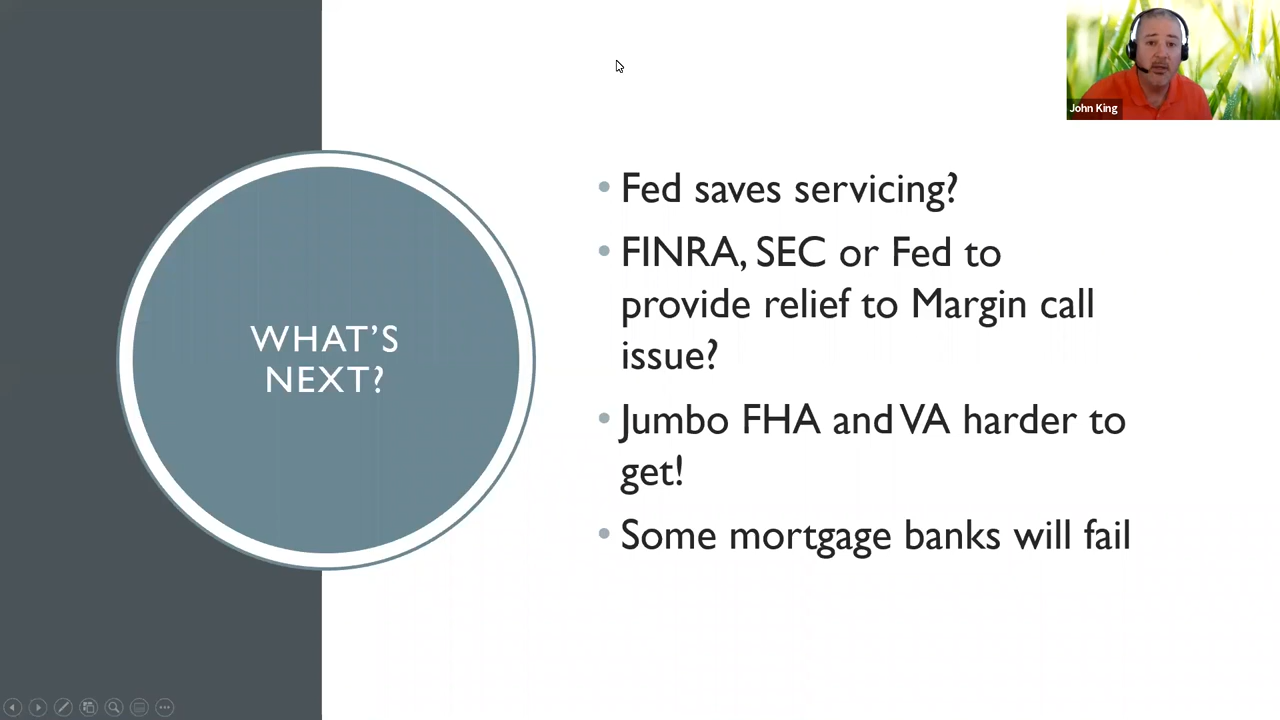 John King
WHAT'S
NEXT?
Fed saves servicing?
FINRA, SEC or Fed to
provide relief to Margin call
issue?
Jumbo FHA and VA harder to
get!
Some mortgage banks will fail